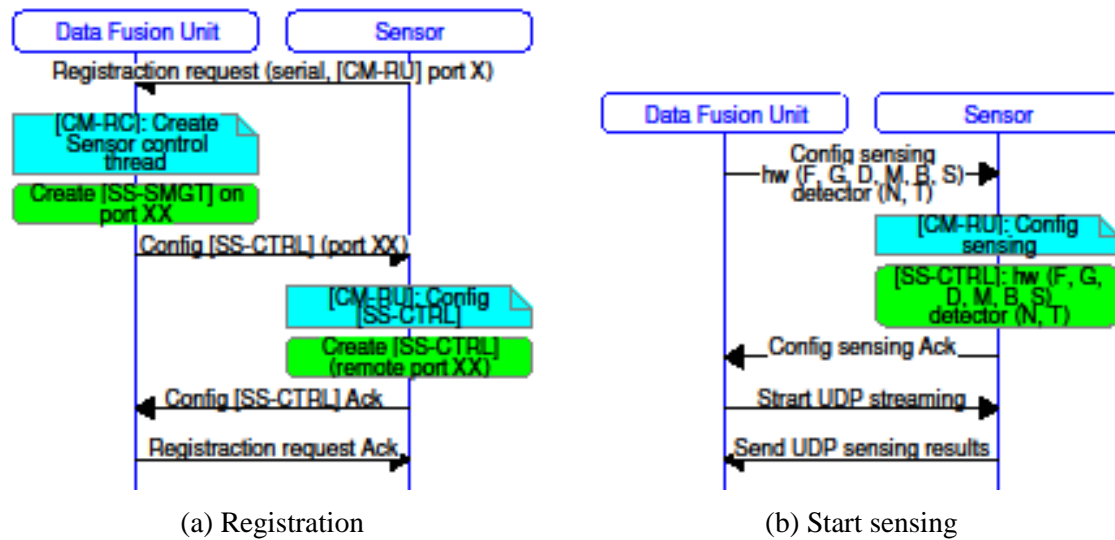 Data Fusion Unit
Sensor
Registraction request (serial, [CM-RU] port X)
[CM-RC]: Create
Sensor control
thread
Create [SS-SMGT] on
port XX
Config [SS-CTRL] (port XX)
[CM-RU]: Config
[SS-CTRL]
Create [SS-CTRL]
(remote port XX)
Config [SS-CTRL] Ack
Registraction request Ack
(a) Registration
Data Fusion Unit
Sensor
Config sensing
hw (F, G, D, M, B, S)
detector (N, T)
[CM-RU]: Config
sensing
[SS-CTRL]: hw (F, G,
D, M, B, S)
detector (N, T)
Config sensing Ack
Strart UDP streaming
Send UDP sensing results
(b) Start sensing